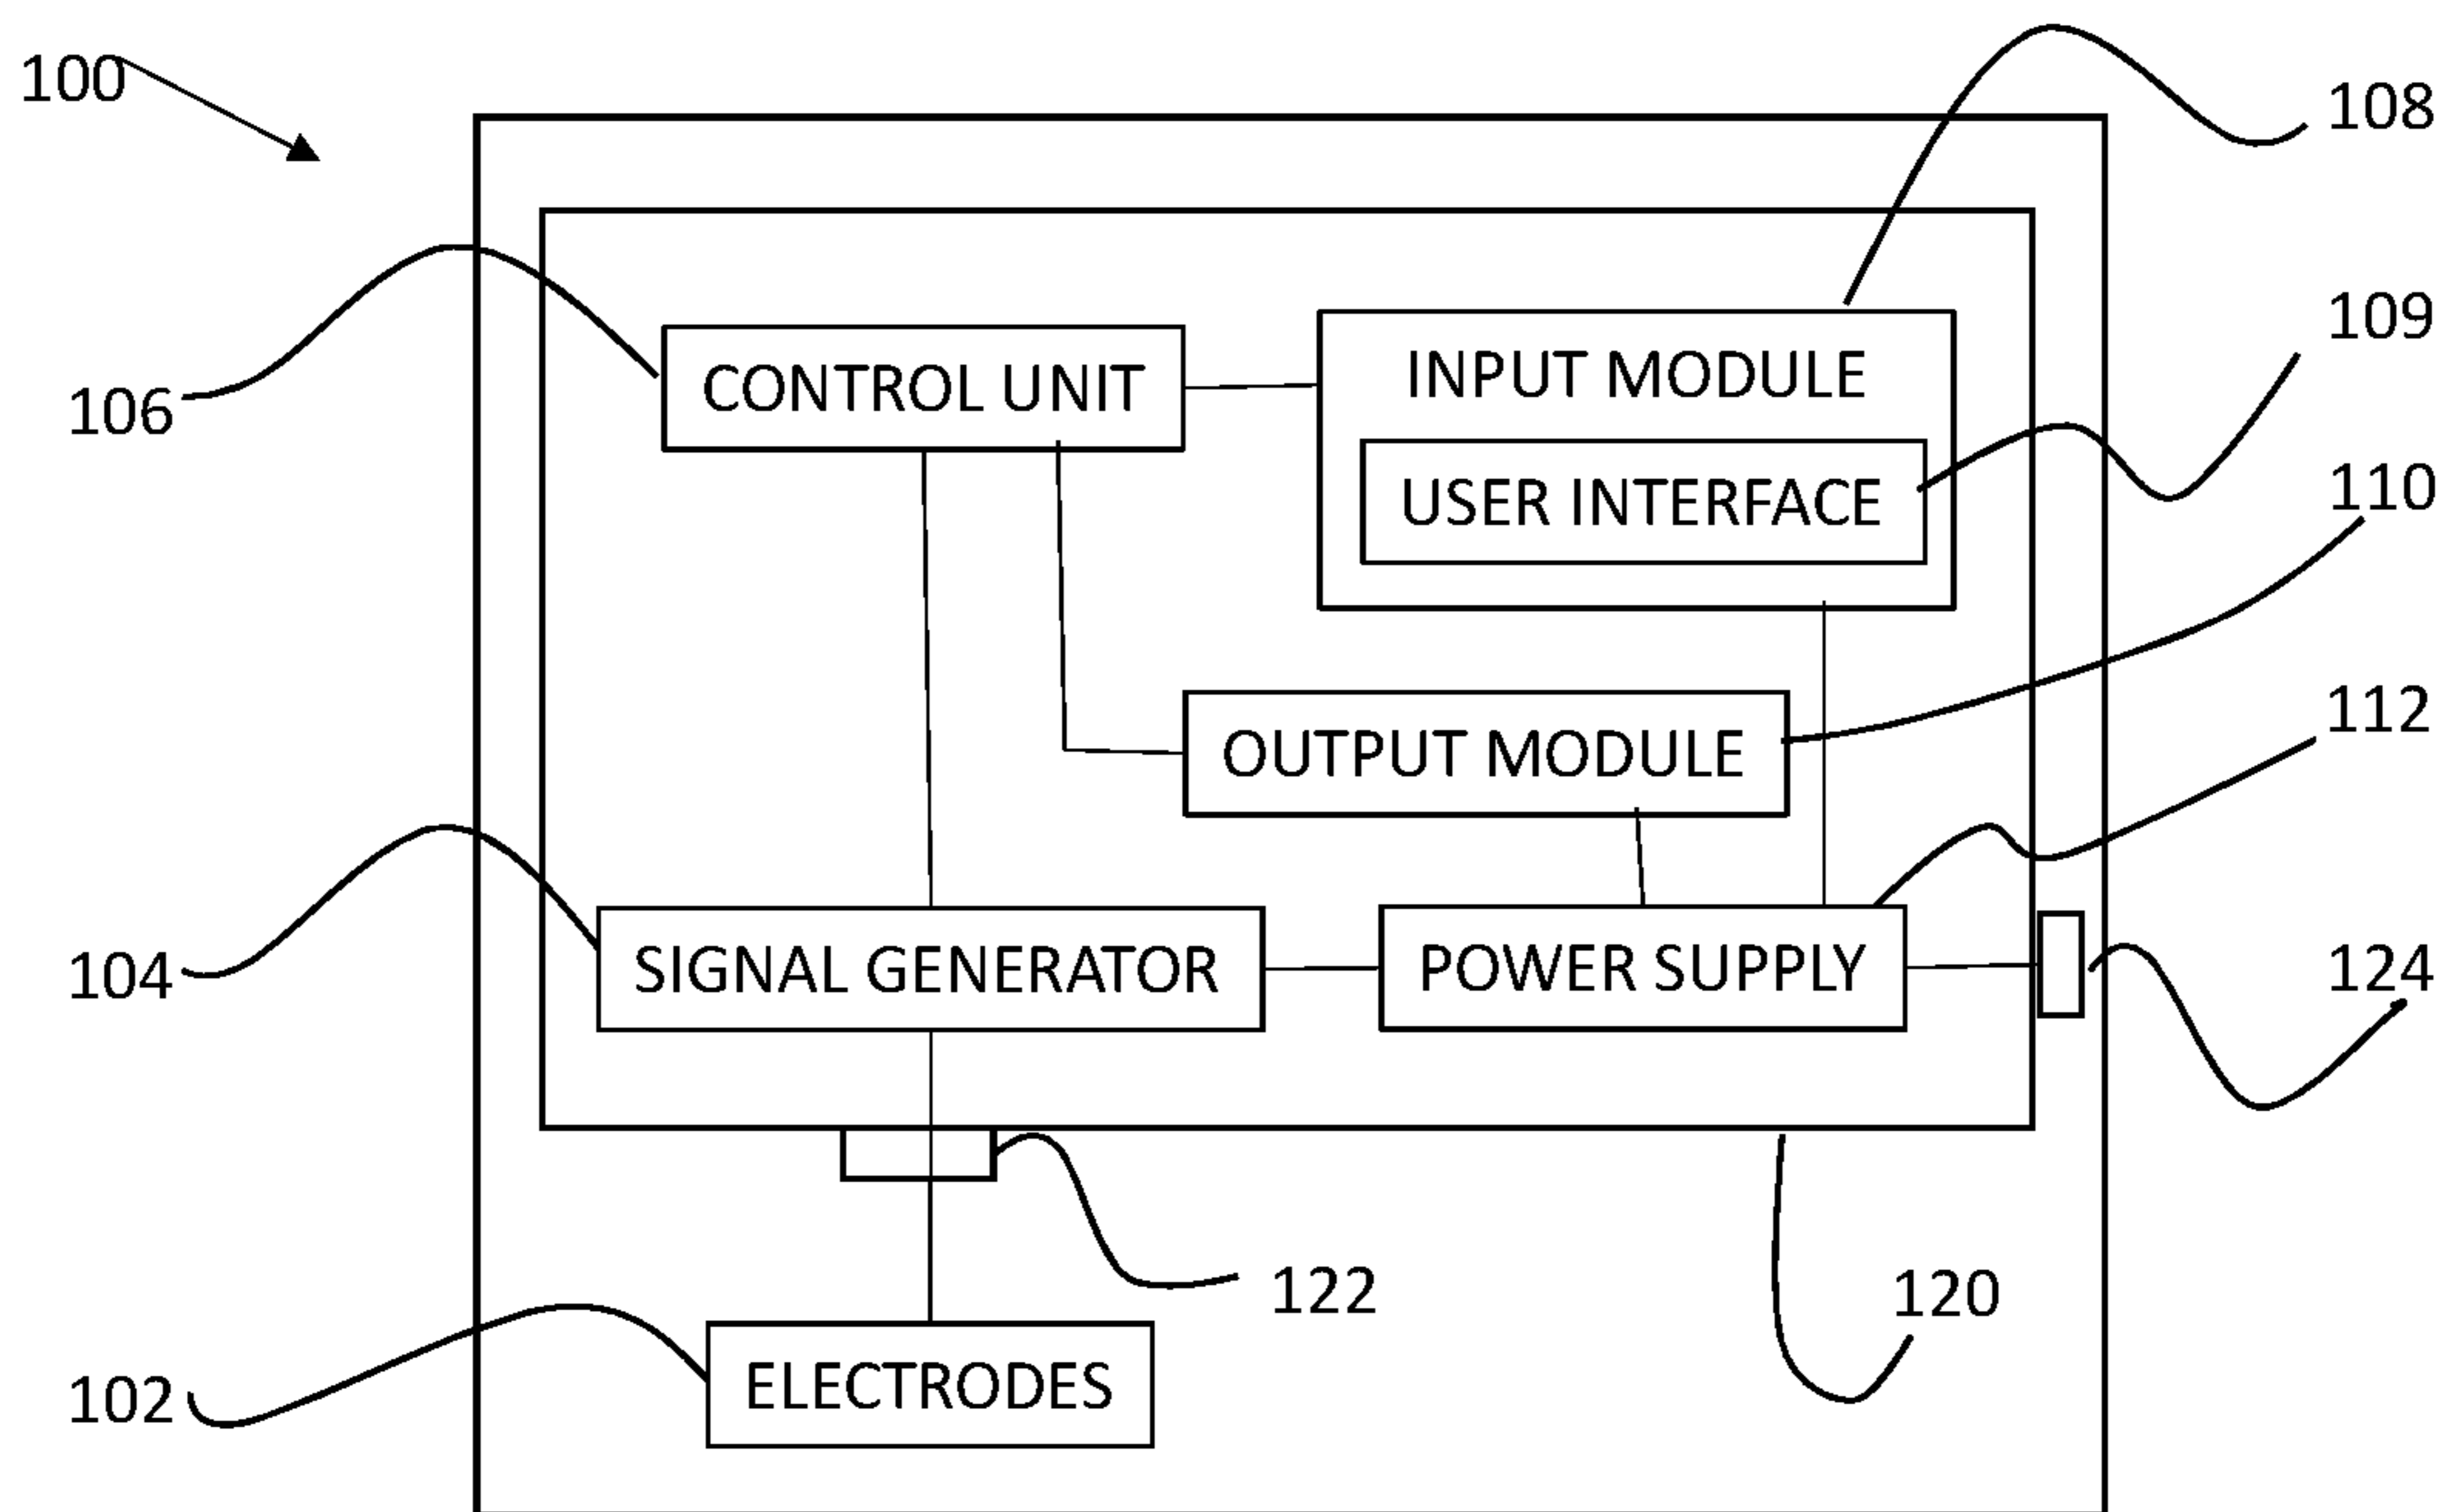 100
108
109
106
CONTROL UNIT
INPUT MODULE
USER INTERFACE
110
112
OUTPUT MODULE
104
SIGNAL GENERATOR
POWER SUPPLY
124
122
120
102
ELECTRODES